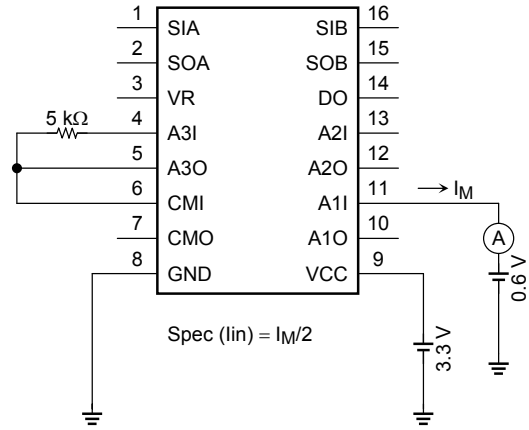 1 SIA
2 SOA
3 VR
5 kΩ
4 A3I
5 A3O
6 CMI
7 CMO
8 GND
16 SIB
15 SOB
14 DO
13 A2I
12 A2O
11 A1I
10 A1O
9 VCC
I_M
A
0.6 V
3.3 V
Spec (Iin) = I_M/2